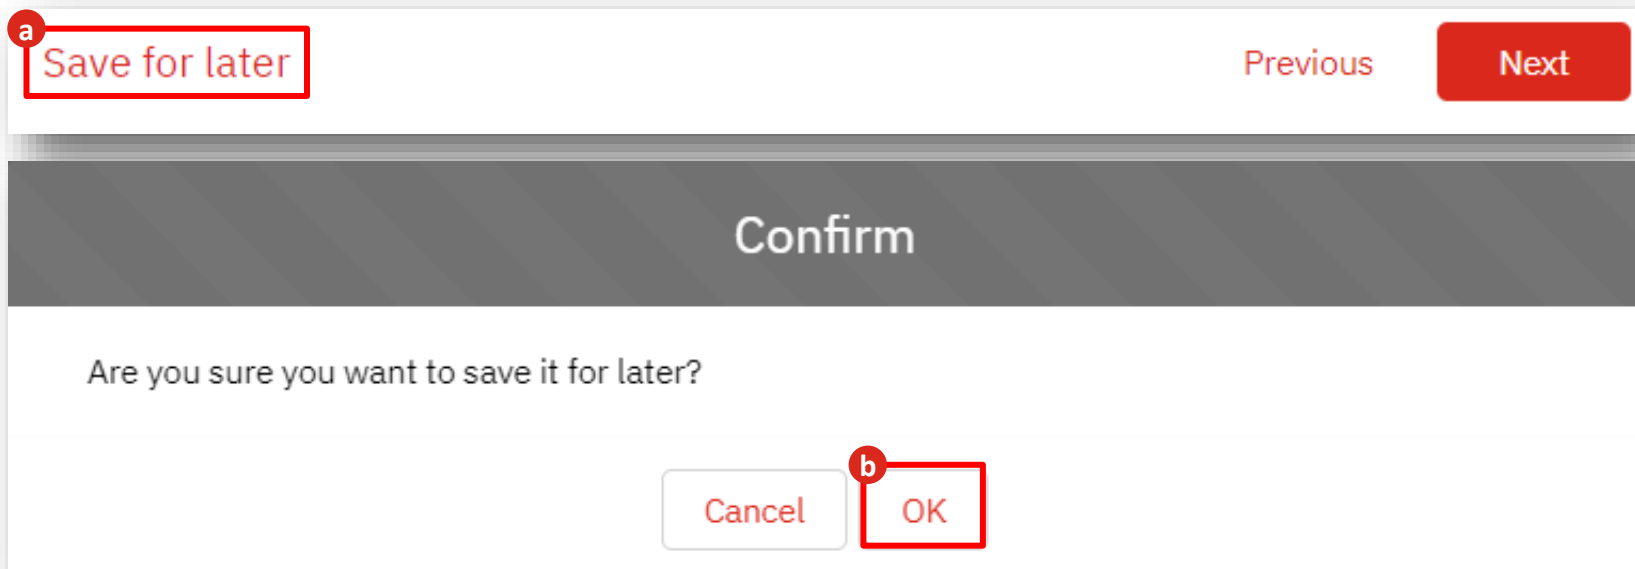 a
Save for later
Previous
Next
Confirm
Are you sure you want to save it for later?
b
Cancel
OK